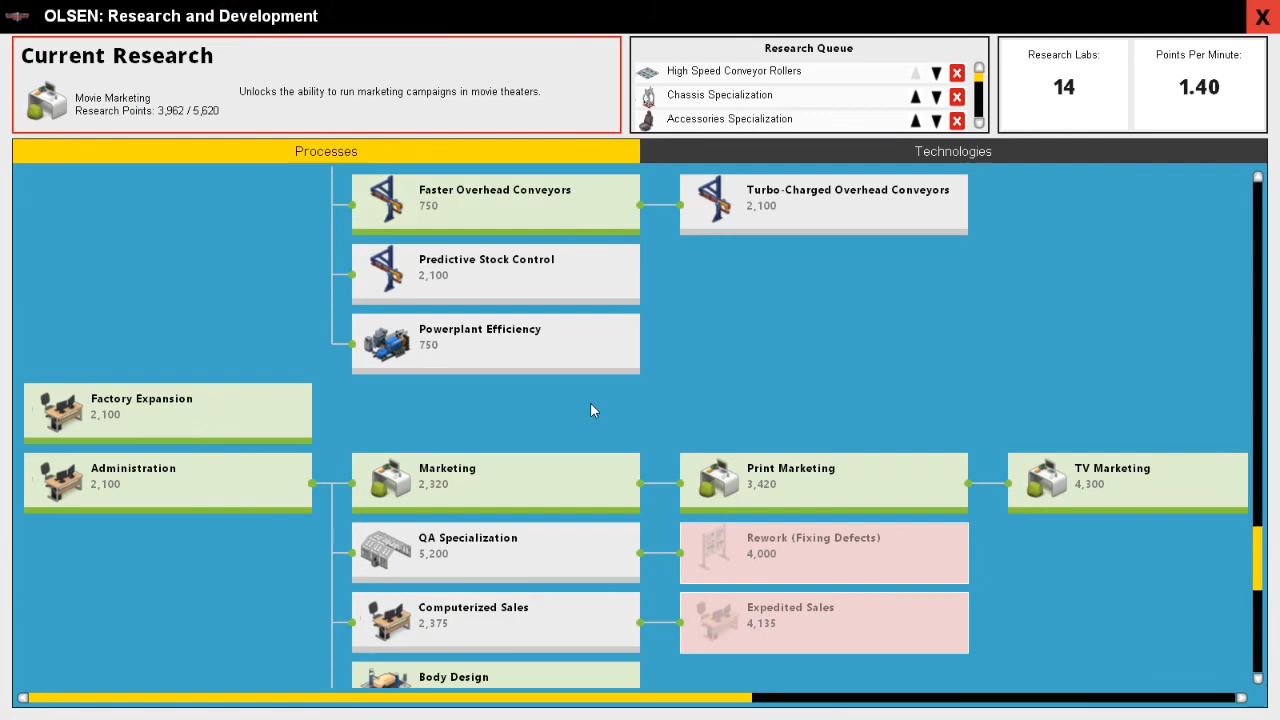 OLSEN: Research and Development
X
Current Research
Movie Marketing
Research Points: 3,962 / 5,620
Unlocks the ability to run marketing campaigns in movie theaters.
Research Queue
High Speed Conveyor Rollers
Chassis Specialization
Accessories Specialization
Research Labs:
14
Points Per Minute:
1.40
Processes
Technologies
Faster Overhead Conveyors
750
Turbo-Charged Overhead Conveyors
2,100
Predictive Stock Control
2,100
Powerplant Efficiency
750
Factory Expansion
2,100
Administration
2,100
Marketing
2,320
Print Marketing
3,420
TV Marketing
4,300
QA Specialization
5,200
Rework (Fixing Defects)
4,000
Computerized Sales
2,375
Expedited Sales
4,135
Body Design